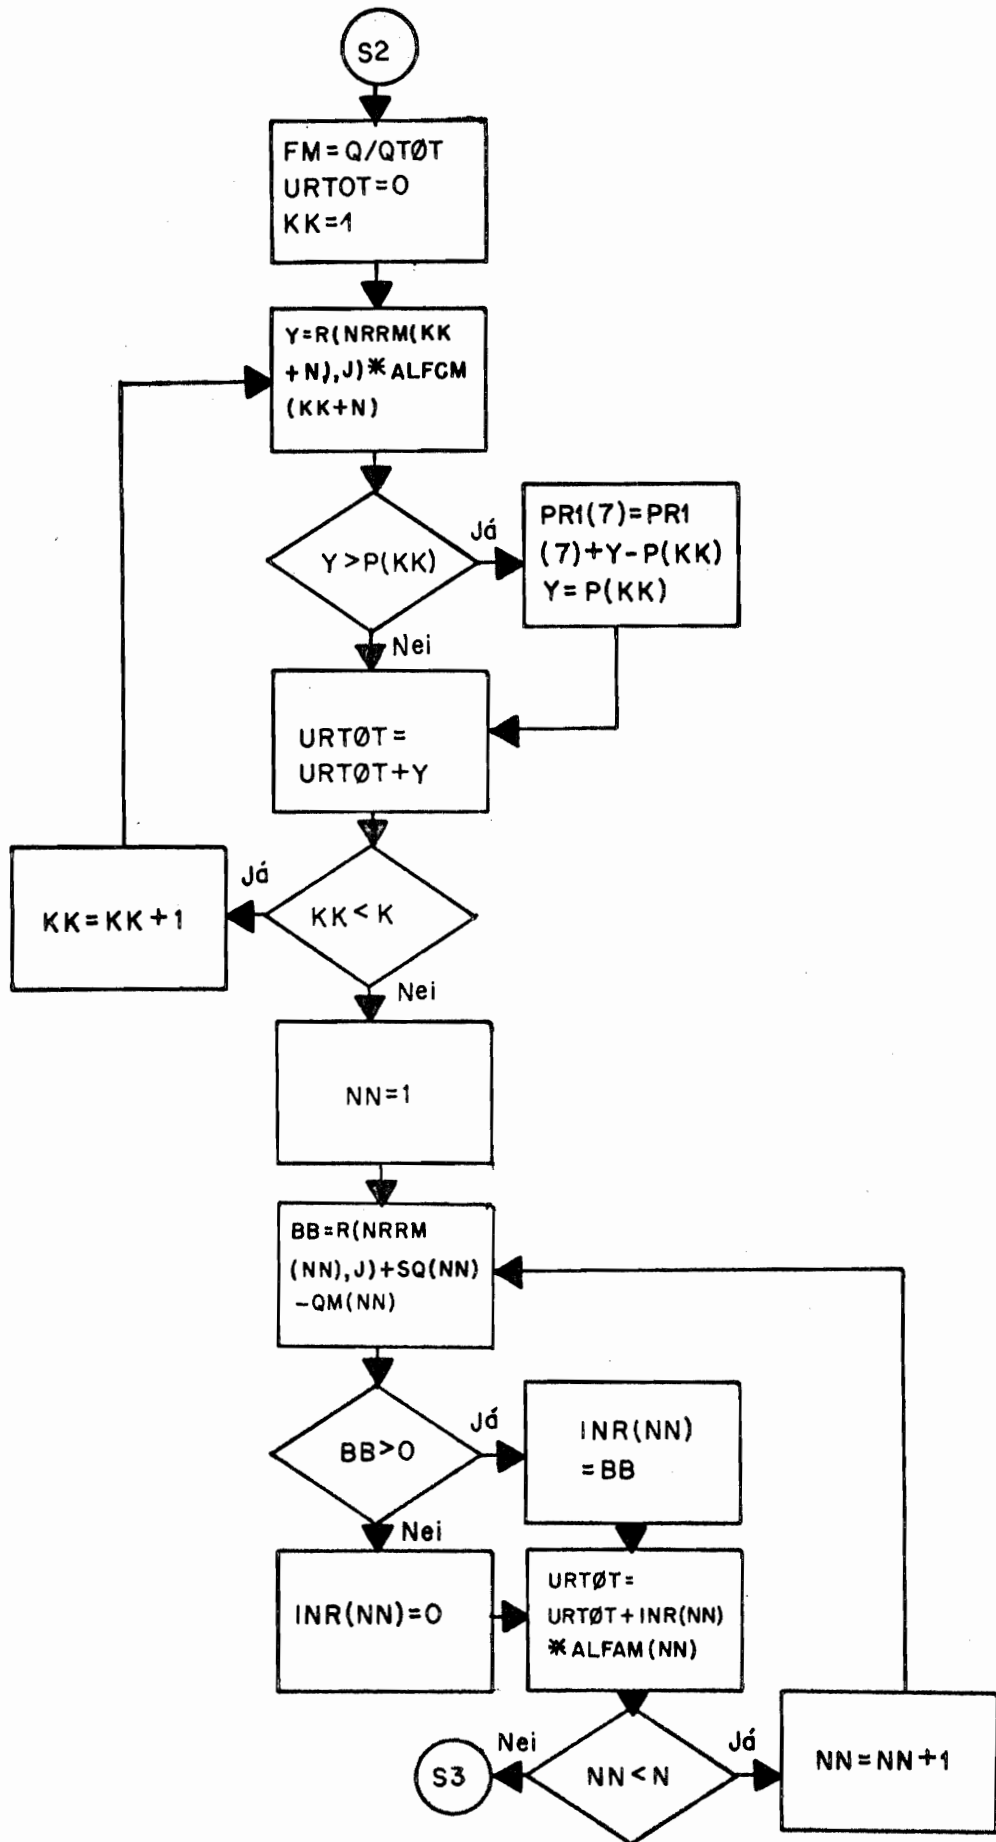 S2
FM=Q/QTØT
URTOT=0
KK=1
Y=R(NRRM(KK
+N),J)*ALFCM
(KK+N)
Y>P(KK)
Já
PR1(7)=PR1
(7)+Y-P(KK)
Y=P(KK)
Nei
URTØT=
URTØT+Y
KK<K
Já
KK=KK+1
Nei
NN=1
BB=R(NRRM
(NN),J)+SQ(NN)
-QM(NN)
BB>0
Já
INR(NN)
=BB
Nei
INR(NN)=0
URTØT=
URTØT+INR(NN)
*ALFAM(NN)
NN<N
Nei
S3
Já
NN=NN+1